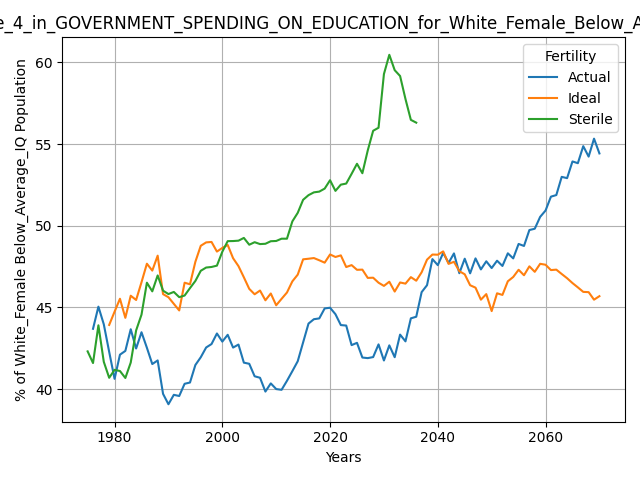 e_4_in_GOVERNMENT_SPENDING_ON_EDUCATION_for_White_Female_Below_A
Fertility
Actual
Ideal
Sterile
% of White_Female Below_Average_IQ Population
60
55
50
45
40
1980
2000
2020
2040
2060
Years